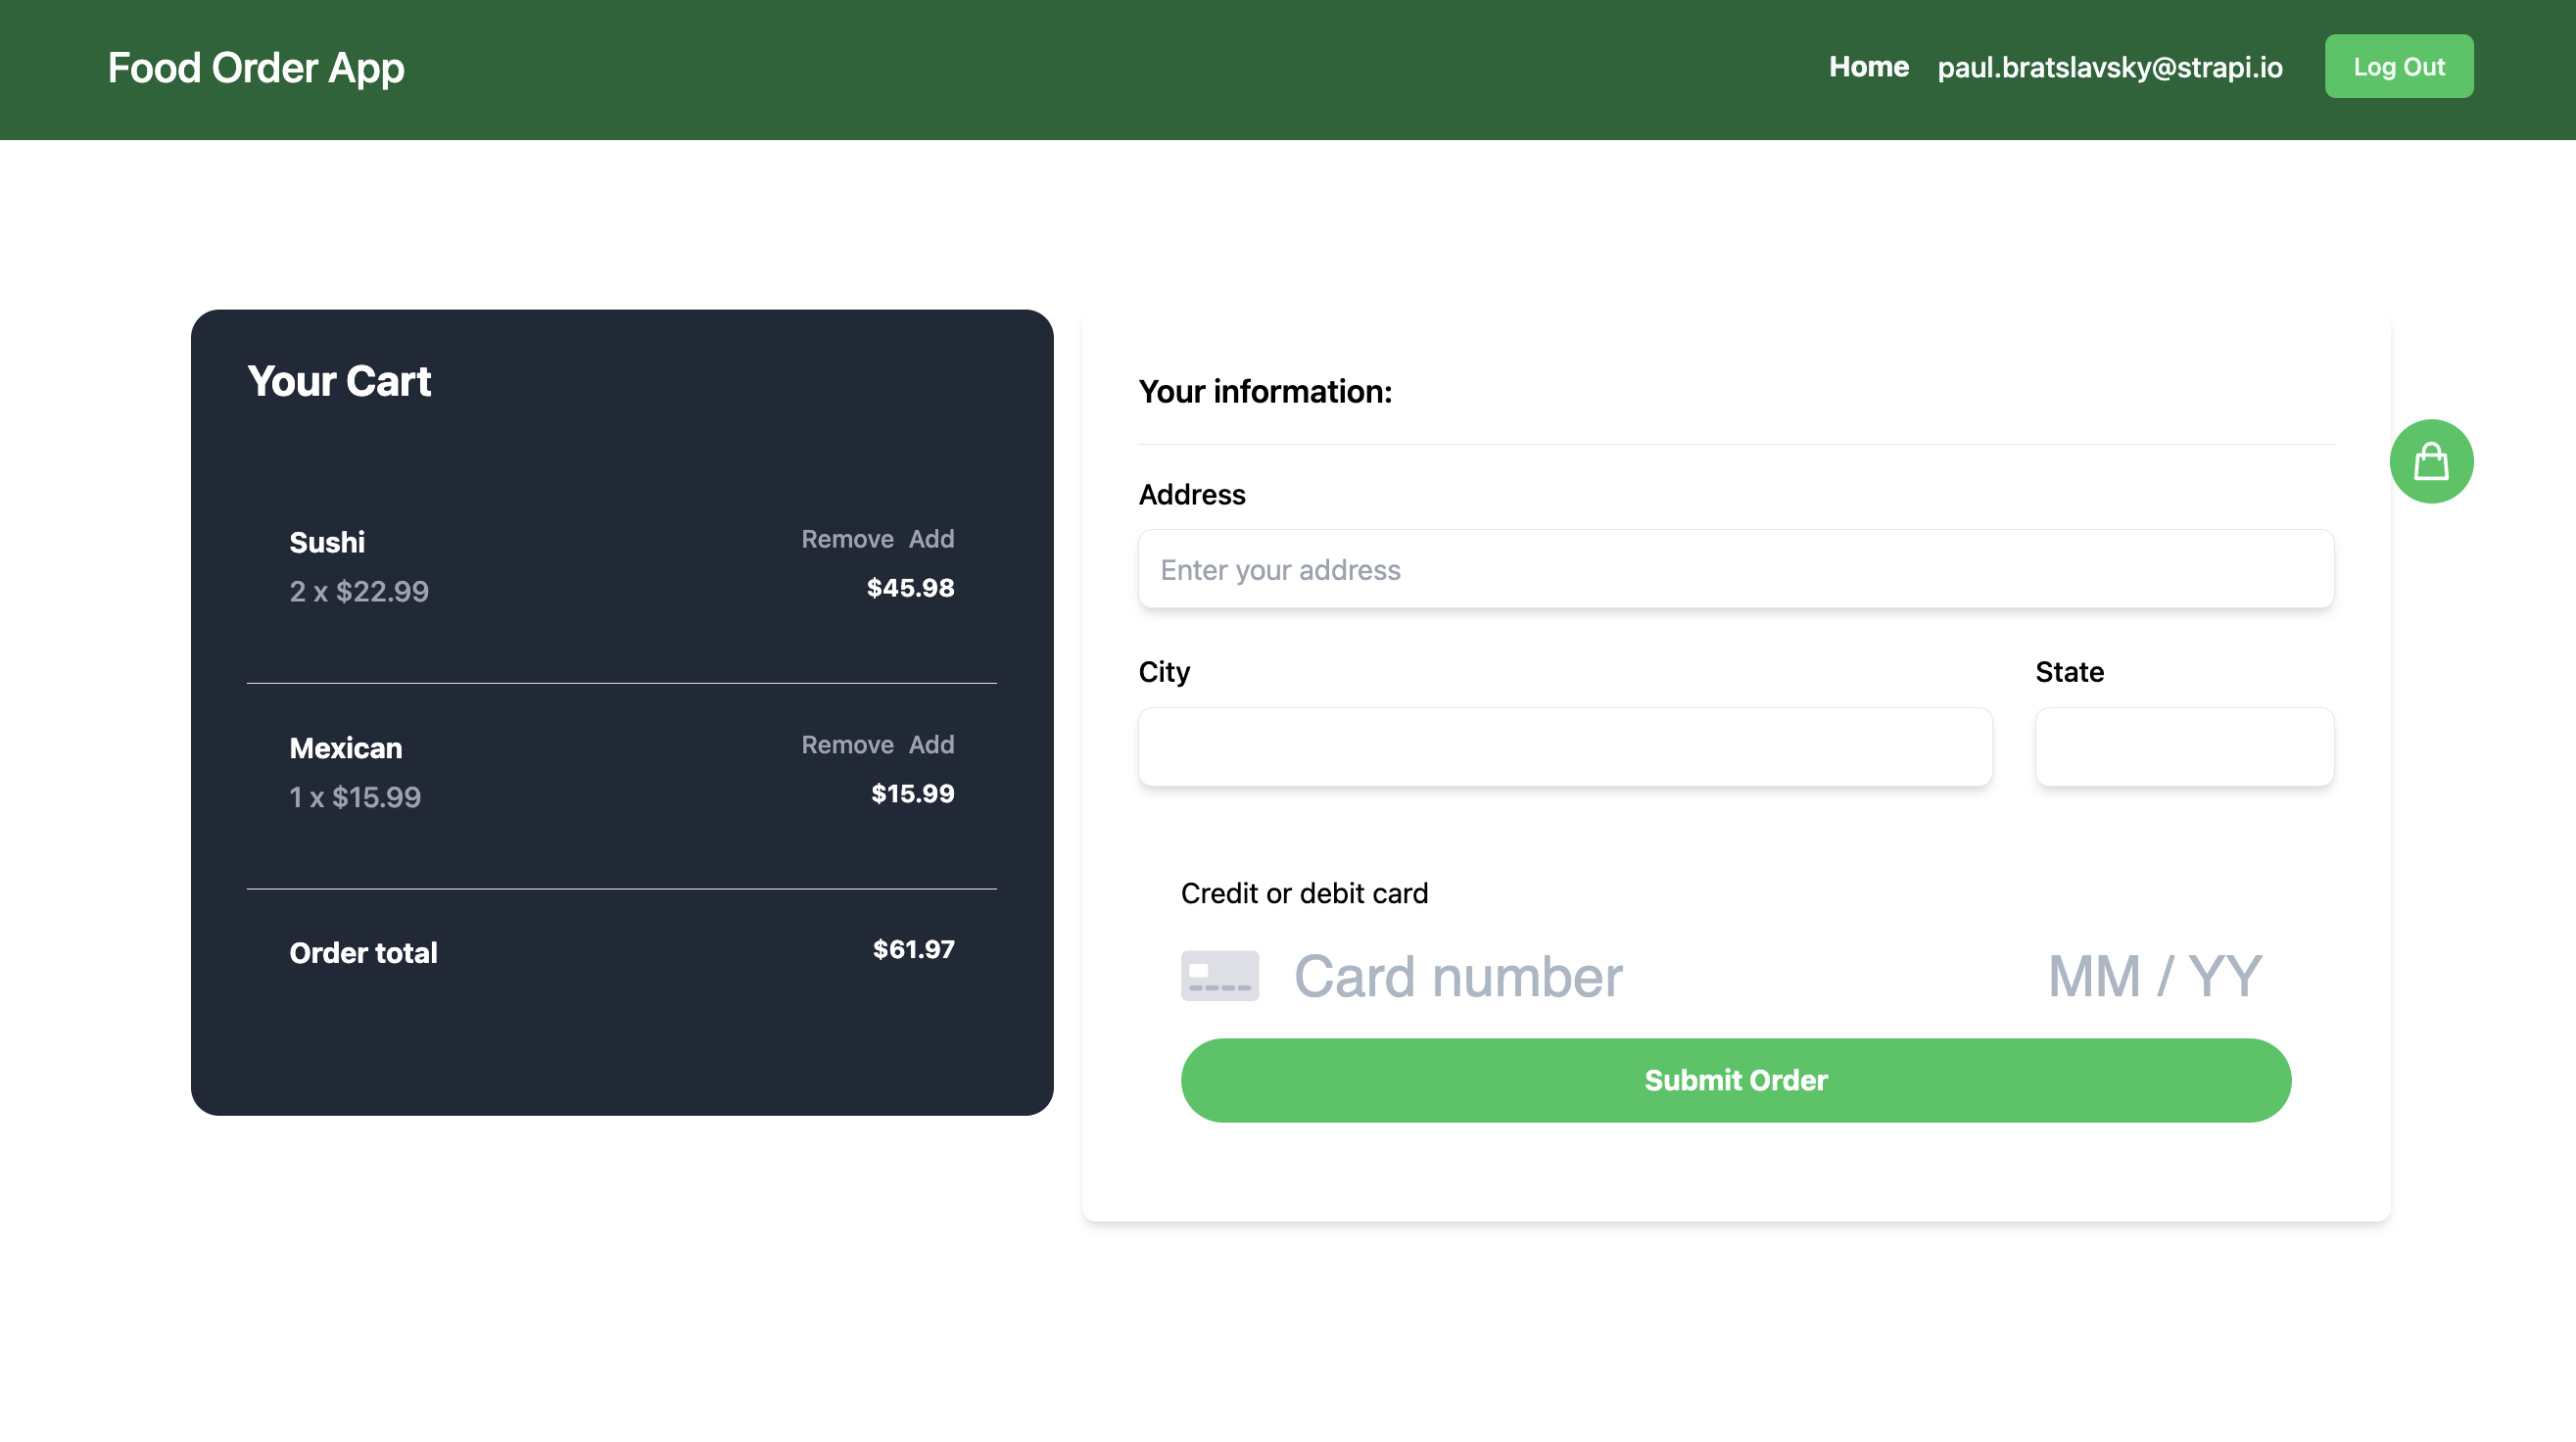 Food Order App
Home paul.bratslavsky@strapi.io Log Out
Your Cart
Sushi Remove Add
2 x $22.99 $45.98
Mexican Remove Add
1 x $15.99 $15.99
Order total $61.97
Your information:
Address
Enter your address
City State
Credit or debit card
Card number MM / YY
Submit Order